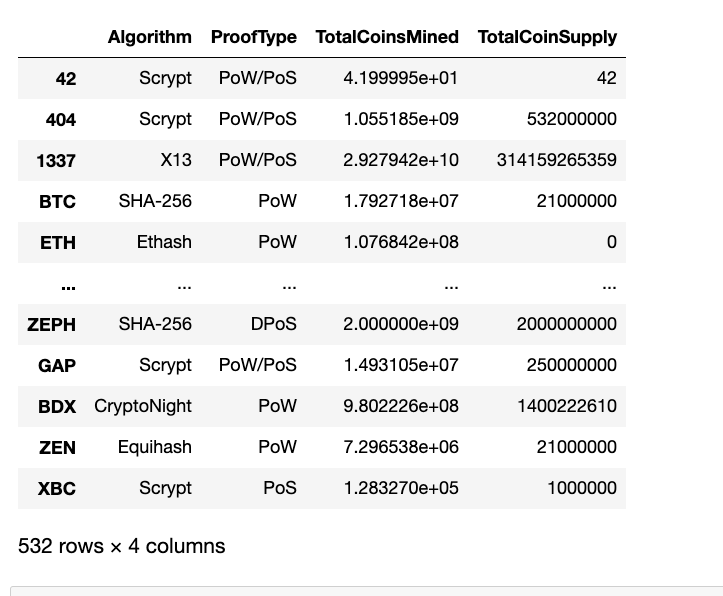 Algorithm ProofType TotalCoinsMined TotalCoinSupply
42 Scrypt PoW/PoS 4.199995e+01 42
404 Scrypt PoW/PoS 1.055185e+09 532000000
1337 X13 PoW/PoS 2.927942e+10 314159265359
BTC SHA-256 PoW 1.792718e+07 21000000
ETH Ethash PoW 1.076842e+08 0
... ... ... ... ...
ZEPH SHA-256 DPoS 2.000000e+09 2000000000
GAP Scrypt PoW/PoS 1.493105e+07 250000000
BDX CryptoNight PoW 9.802226e+08 1400222610
ZEN Equihash PoW 7.296538e+06 21000000
XBC Scrypt PoS 1.283270e+05 1000000
532 rows × 4 columns